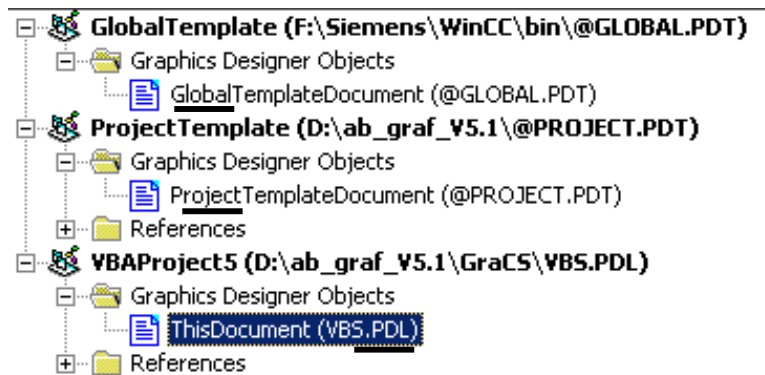 GlobalTemplate (F:\Siemens\WinCC\bin\@GLOBAL.PDT)
Graphics Designer Objects
GlobalTemplateDocument (@GLOBAL.PDT)
ProjectTemplate (D:\ab_graf_V5.1\@PROJECT.PDT)
Graphics Designer Objects
ProjectTemplateDocument (@PROJECT.PDT)
References
VBAProject5 (D:\ab_graf_V5.1\GraCS\VBS.PDL)
Graphics Designer Objects
ThisDocument (VBS.PDL)
References